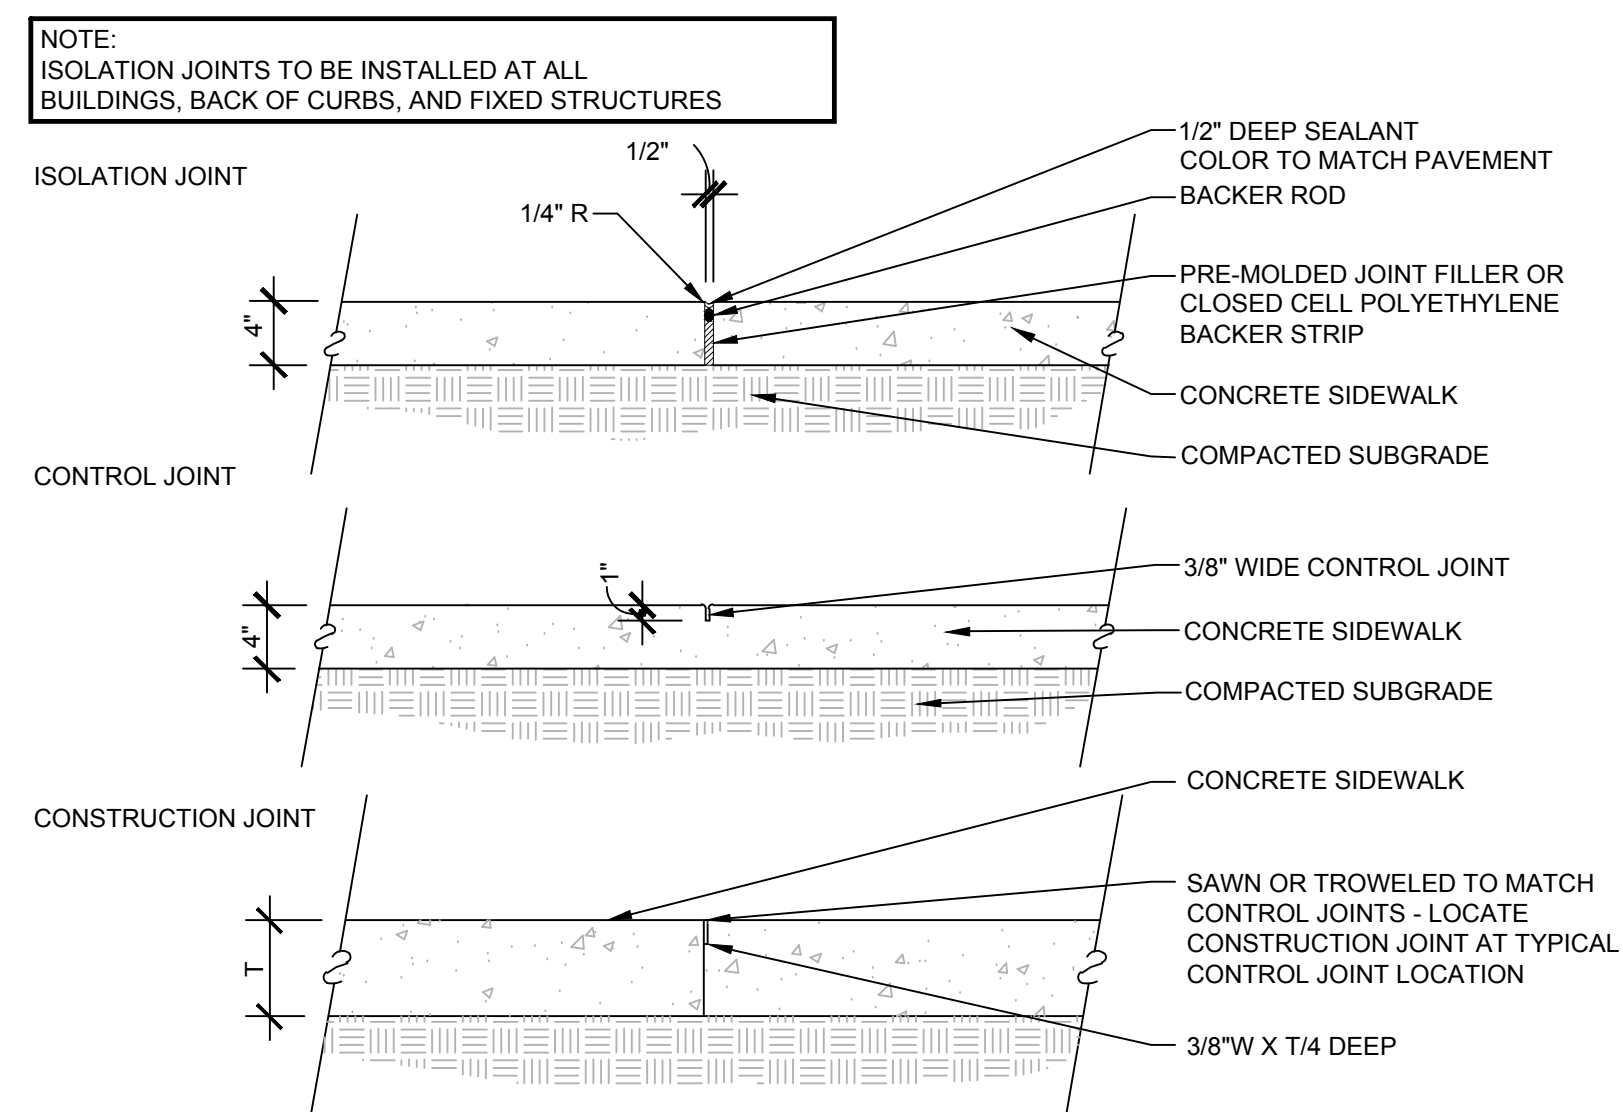 NOTE:
ISOLATION JOINTS TO BE INSTALLED AT ALL
BUILDINGS, BACK OF CURBS, AND FIXED STRUCTURES
ISOLATION JOINT
1/2"
1/4" R
4"
1/2" DEEP SEALANT
COLOR TO MATCH PAVEMENT
BACKER ROD
PRE-MOLDED JOINT FILLER OR
CLOSED CELL POLYETHYLENE
BACKER STRIP
CONCRETE SIDEWALK
COMPACTED SUBGRADE
CONTROL JOINT
1"
4"
3/8" WIDE CONTROL JOINT
CONCRETE SIDEWALK
COMPACTED SUBGRADE
CONSTRUCTION JOINT
T
CONCRETE SIDEWALK
SAWN OR TROWELED TO MATCH
CONTROL JOINTS - LOCATE
CONSTRUCTION JOINT AT TYPICAL
CONTROL JOINT LOCATION
3/8"W X T/4 DEEP